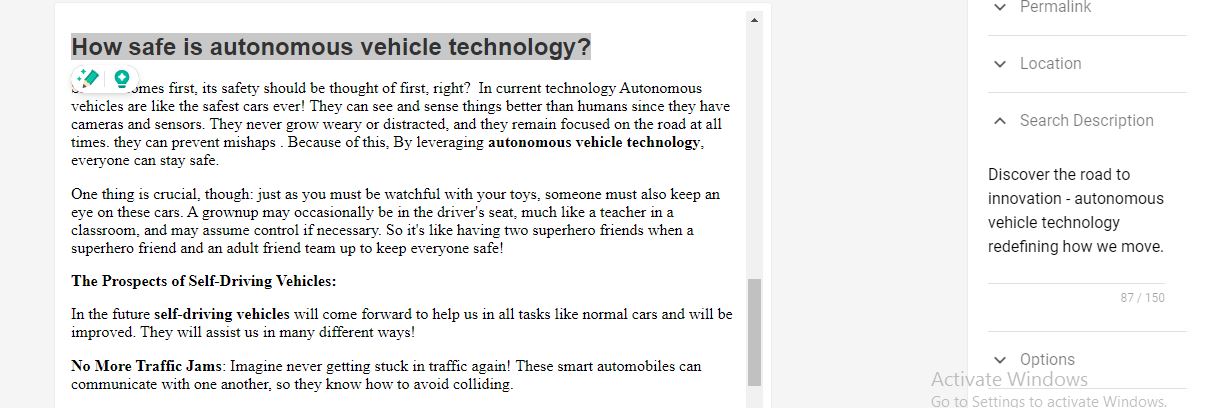 How safe is autonomous vehicle technology?
omes first, its safety should be thought of first, right? In current technology Autonomous
vehicles are like the safest cars ever! They can see and sense things better than humans since they have
cameras and sensors. They never grow weary or distracted, and they remain focused on the road at all
times. they can prevent mishaps . Because of this, By leveraging autonomous vehicle technology,
everyone can stay safe.
One thing is crucial, though: just as you must be watchful with your toys, someone must also keep an
eye on these cars. A grownup may occasionally be in the driver's seat, much like a teacher in a
classroom, and may assume control if necessary. So it's like having two superhero friends when a
superhero friend and an adult friend team up to keep everyone safe!
The Prospects of Self-Driving Vehicles:
In the future self-driving vehicles will come forward to help us in all tasks like normal cars and will be
improved. They will assist us in many different ways!
No More Traffic Jams: Imagine never getting stuck in traffic again! These smart automobiles can
communicate with one another, so they know how to avoid colliding.
Permalink
Location
Search Description
Discover the road to
innovation - autonomous
vehicle technology
redefining how we move.
87 / 150
Options
Activate Windows
Go to Settings to activate Windows.